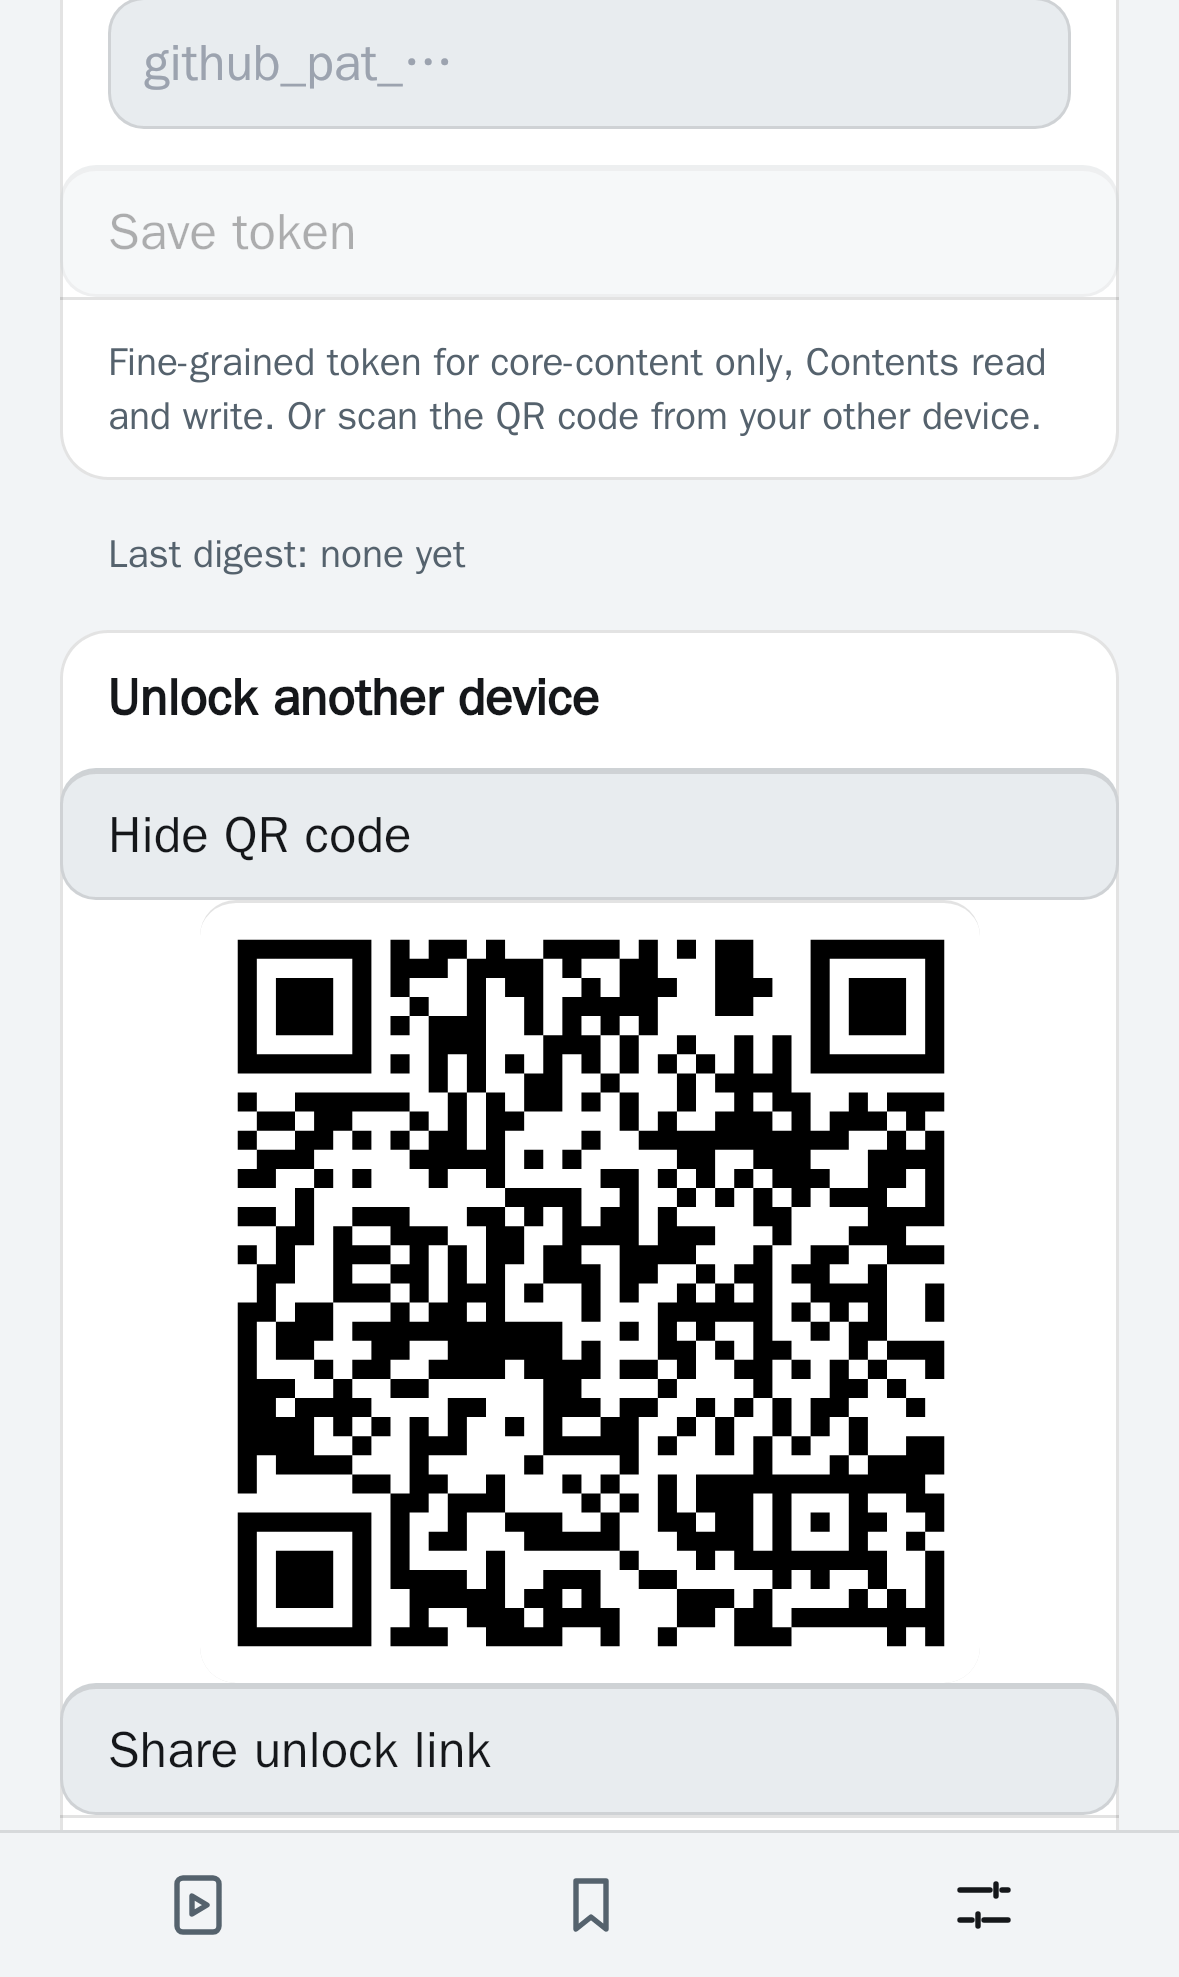 github_pat_…
Save token
Fine-grained token for core-content only, Contents read
and write. Or scan the QR code from your other device.
Last digest: none yet
Unlock another device
Hide QR code
Share unlock link